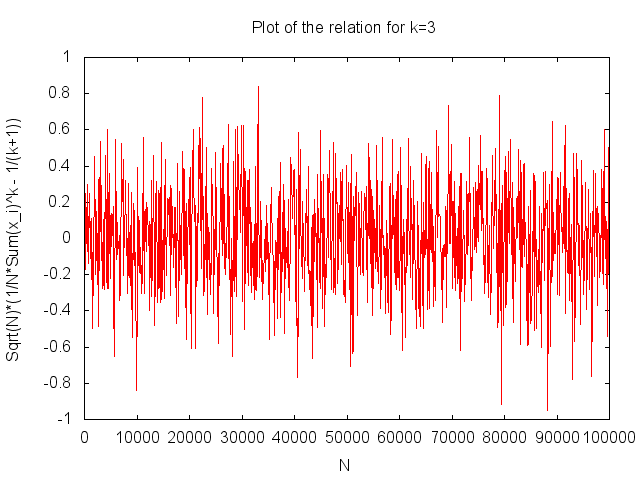 Plot of the relation for k=3
Sqrt(N)*(1/N*Sum(x_i)^k - 1/(k+1))
1
0.8
0.6
0.4
0.2
0
-0.2
-0.4
-0.6
-0.8
-1
0 10000 20000 30000 40000 50000 60000 70000 80000 90000 100000
N